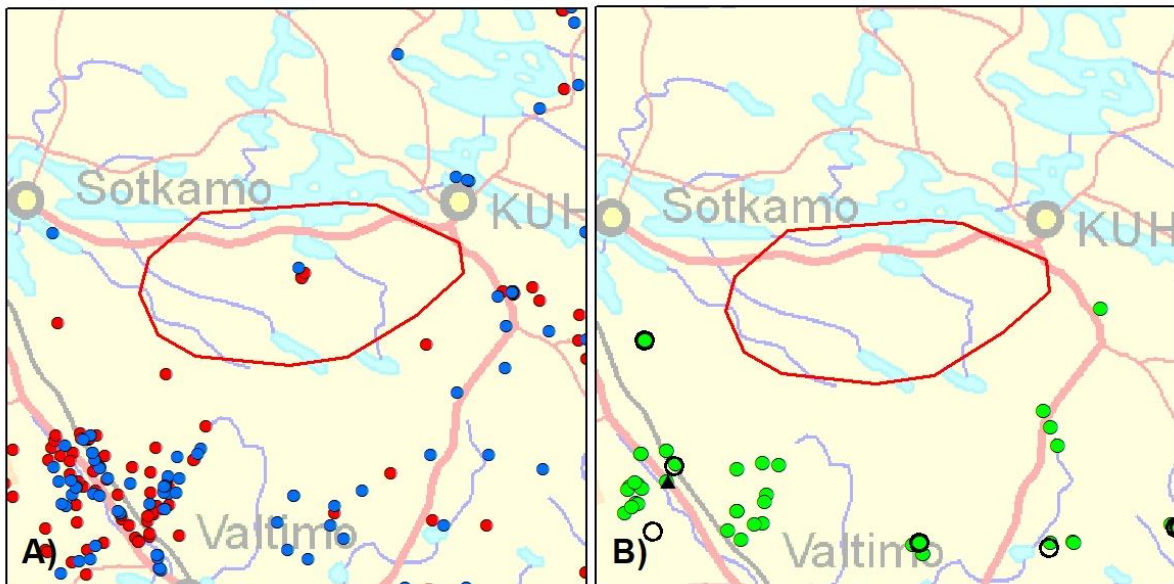 Sotkamo
KUH
Valtimo
A)
Sotkamo
KUH
Valtimo
B)